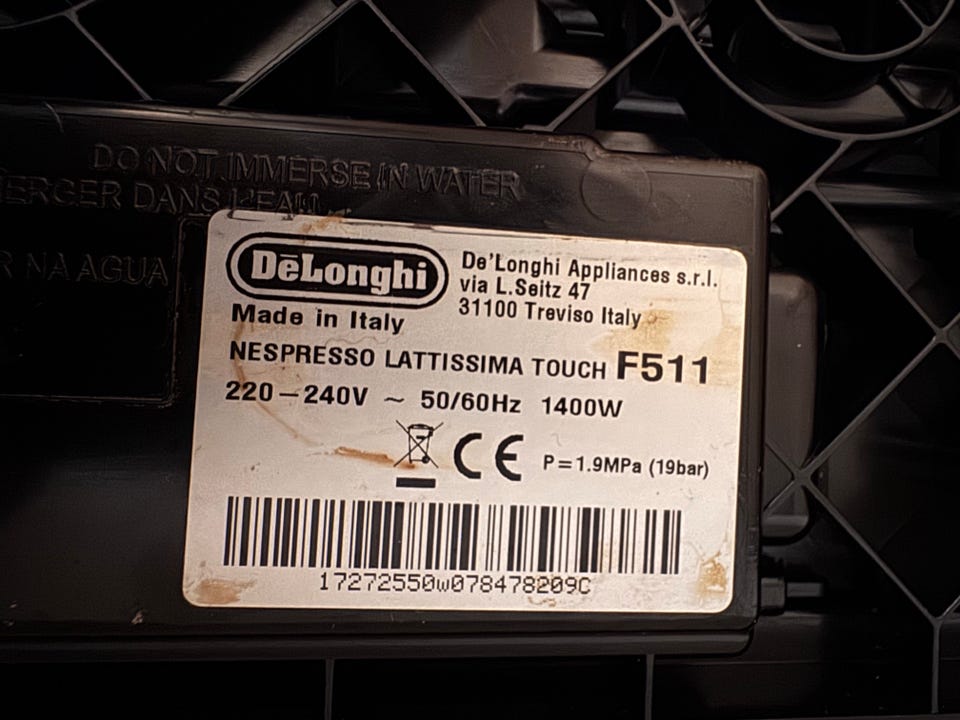 DO NOT IMMERSE IN WATER
ERGER DANS L'EAU
R NA AGUA
DēLonghi
De'Longhi Appliances s.r.l.
via L.Seitz 47
31100 Treviso Italy
Made in Italy
NESPRESSO LATTISSIMA TOUCH F511
220-240V ~ 50/60Hz 1400W
CE P=1.9MPa (19bar)
17272550w078478209C